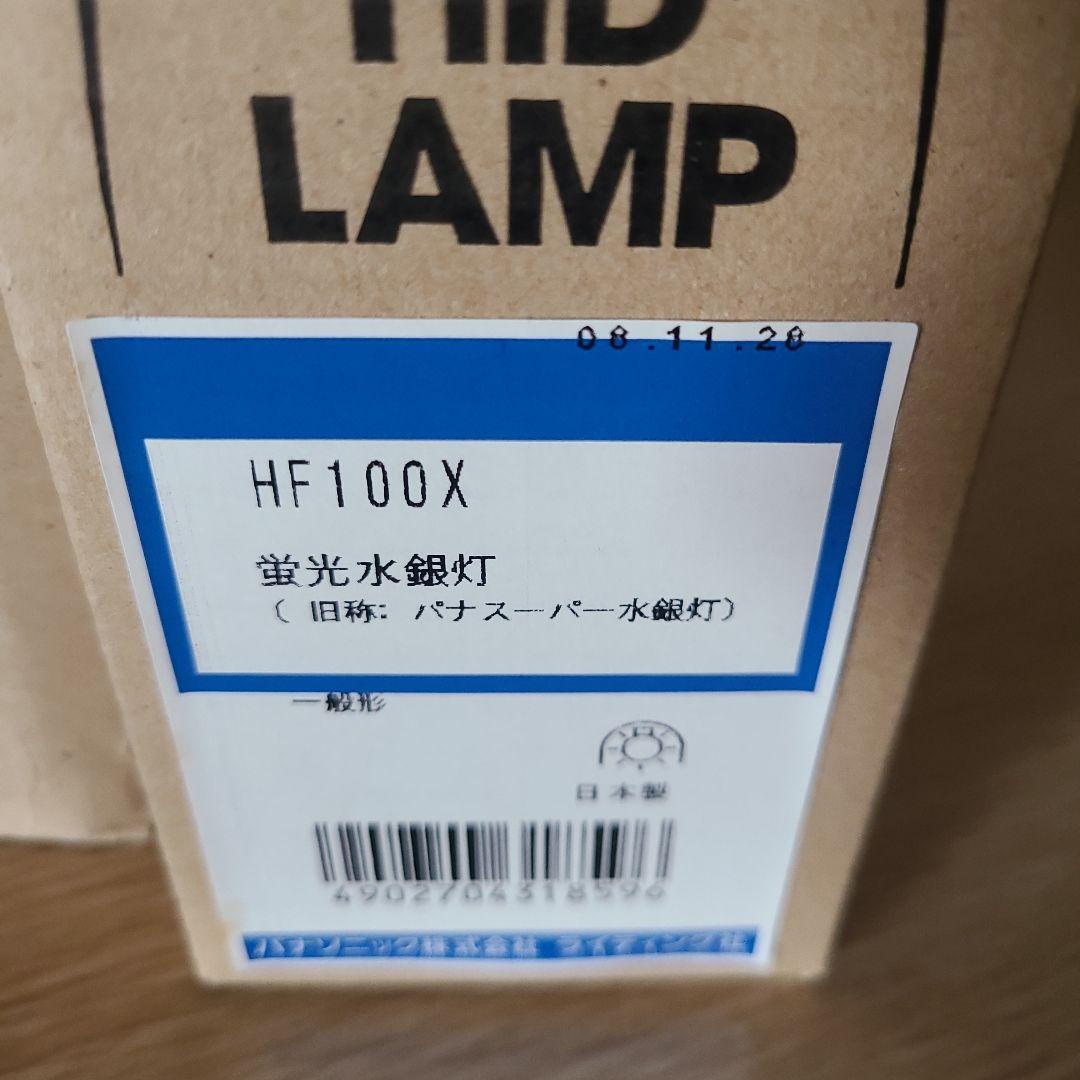 HID
LAMP
08.11.28
HF100X
蛍光水銀灯
( 旧称: パナスーパー水銀灯)
一般形
日本製
4902704318596
パナソニック株式会社 ライティング社